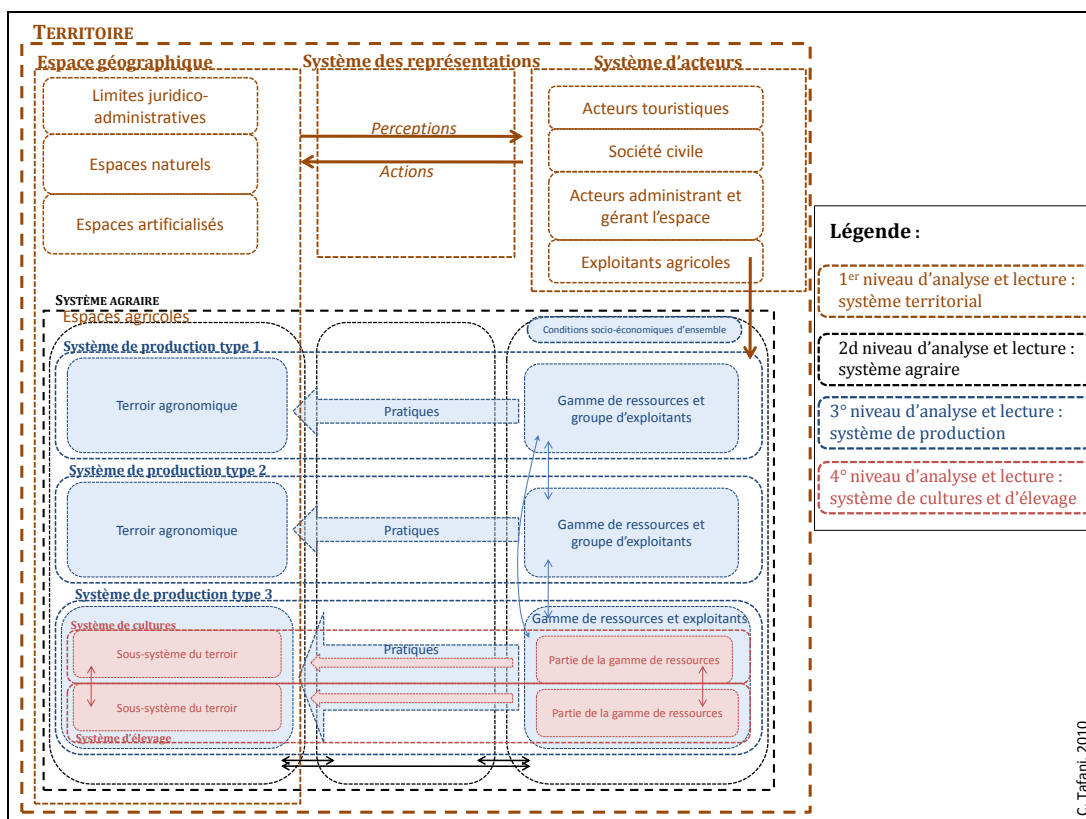 TERRITOIRE
Espace géographique
Système des représentations
Système d'acteurs
Limites juridico-
administratives
Espaces naturels
Espaces artificialisés
Perceptions
Actions
Acteurs touristiques
Société civile
Acteurs administrant et
gérant l'espace
Exploitants agricoles
SYSTÈME AGRAIRE
Espaces agricoles
Conditions socio-économiques d'ensemble
Système de production type 1
Terroir agronomique
Pratiques
Gamme de ressources et
groupe d'exploitants
Système de production type 2
Terroir agronomique
Pratiques
Gamme de ressources et
groupe d'exploitants
Système de production type 3
Gamme de ressources et exploitants
Système de cultures
Pratiques
Sous-système du terroir
Partie de la gamme de ressources
Sous-système du terroir
Partie de la gamme de ressources
Système d'élevage
Légende :
1er niveau d'analyse et lecture :
système territorial
2d niveau d'analyse et lecture :
système agraire
3° niveau d'analyse et lecture :
système de production
4° niveau d'analyse et lecture :
système de cultures et d'élevage
C. Tafani, 2010